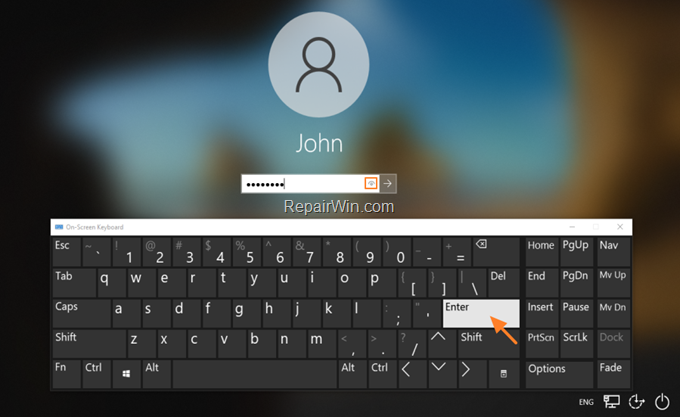 John
••••••••
RepairWin.com
On-Screen Keyboard
Esc ~ ` ! 1 @ 2 # 3 $ 4 % 5 ^ 6 & 7 * 8 ( 9 ) 0 _ - + = Home PgUp Nav
Tab q w e r t y u i o p { [ } ] | \ Del End PgDn Mv Up
Caps a s d f g h j k l : ; " ' Enter Insert Pause Mv Dn
Shift z x c v b n m < , > . ? / Shift PrtScn ScrLk Dock
Fn Ctrl Alt Alt Ctrl Options Fade
ENG